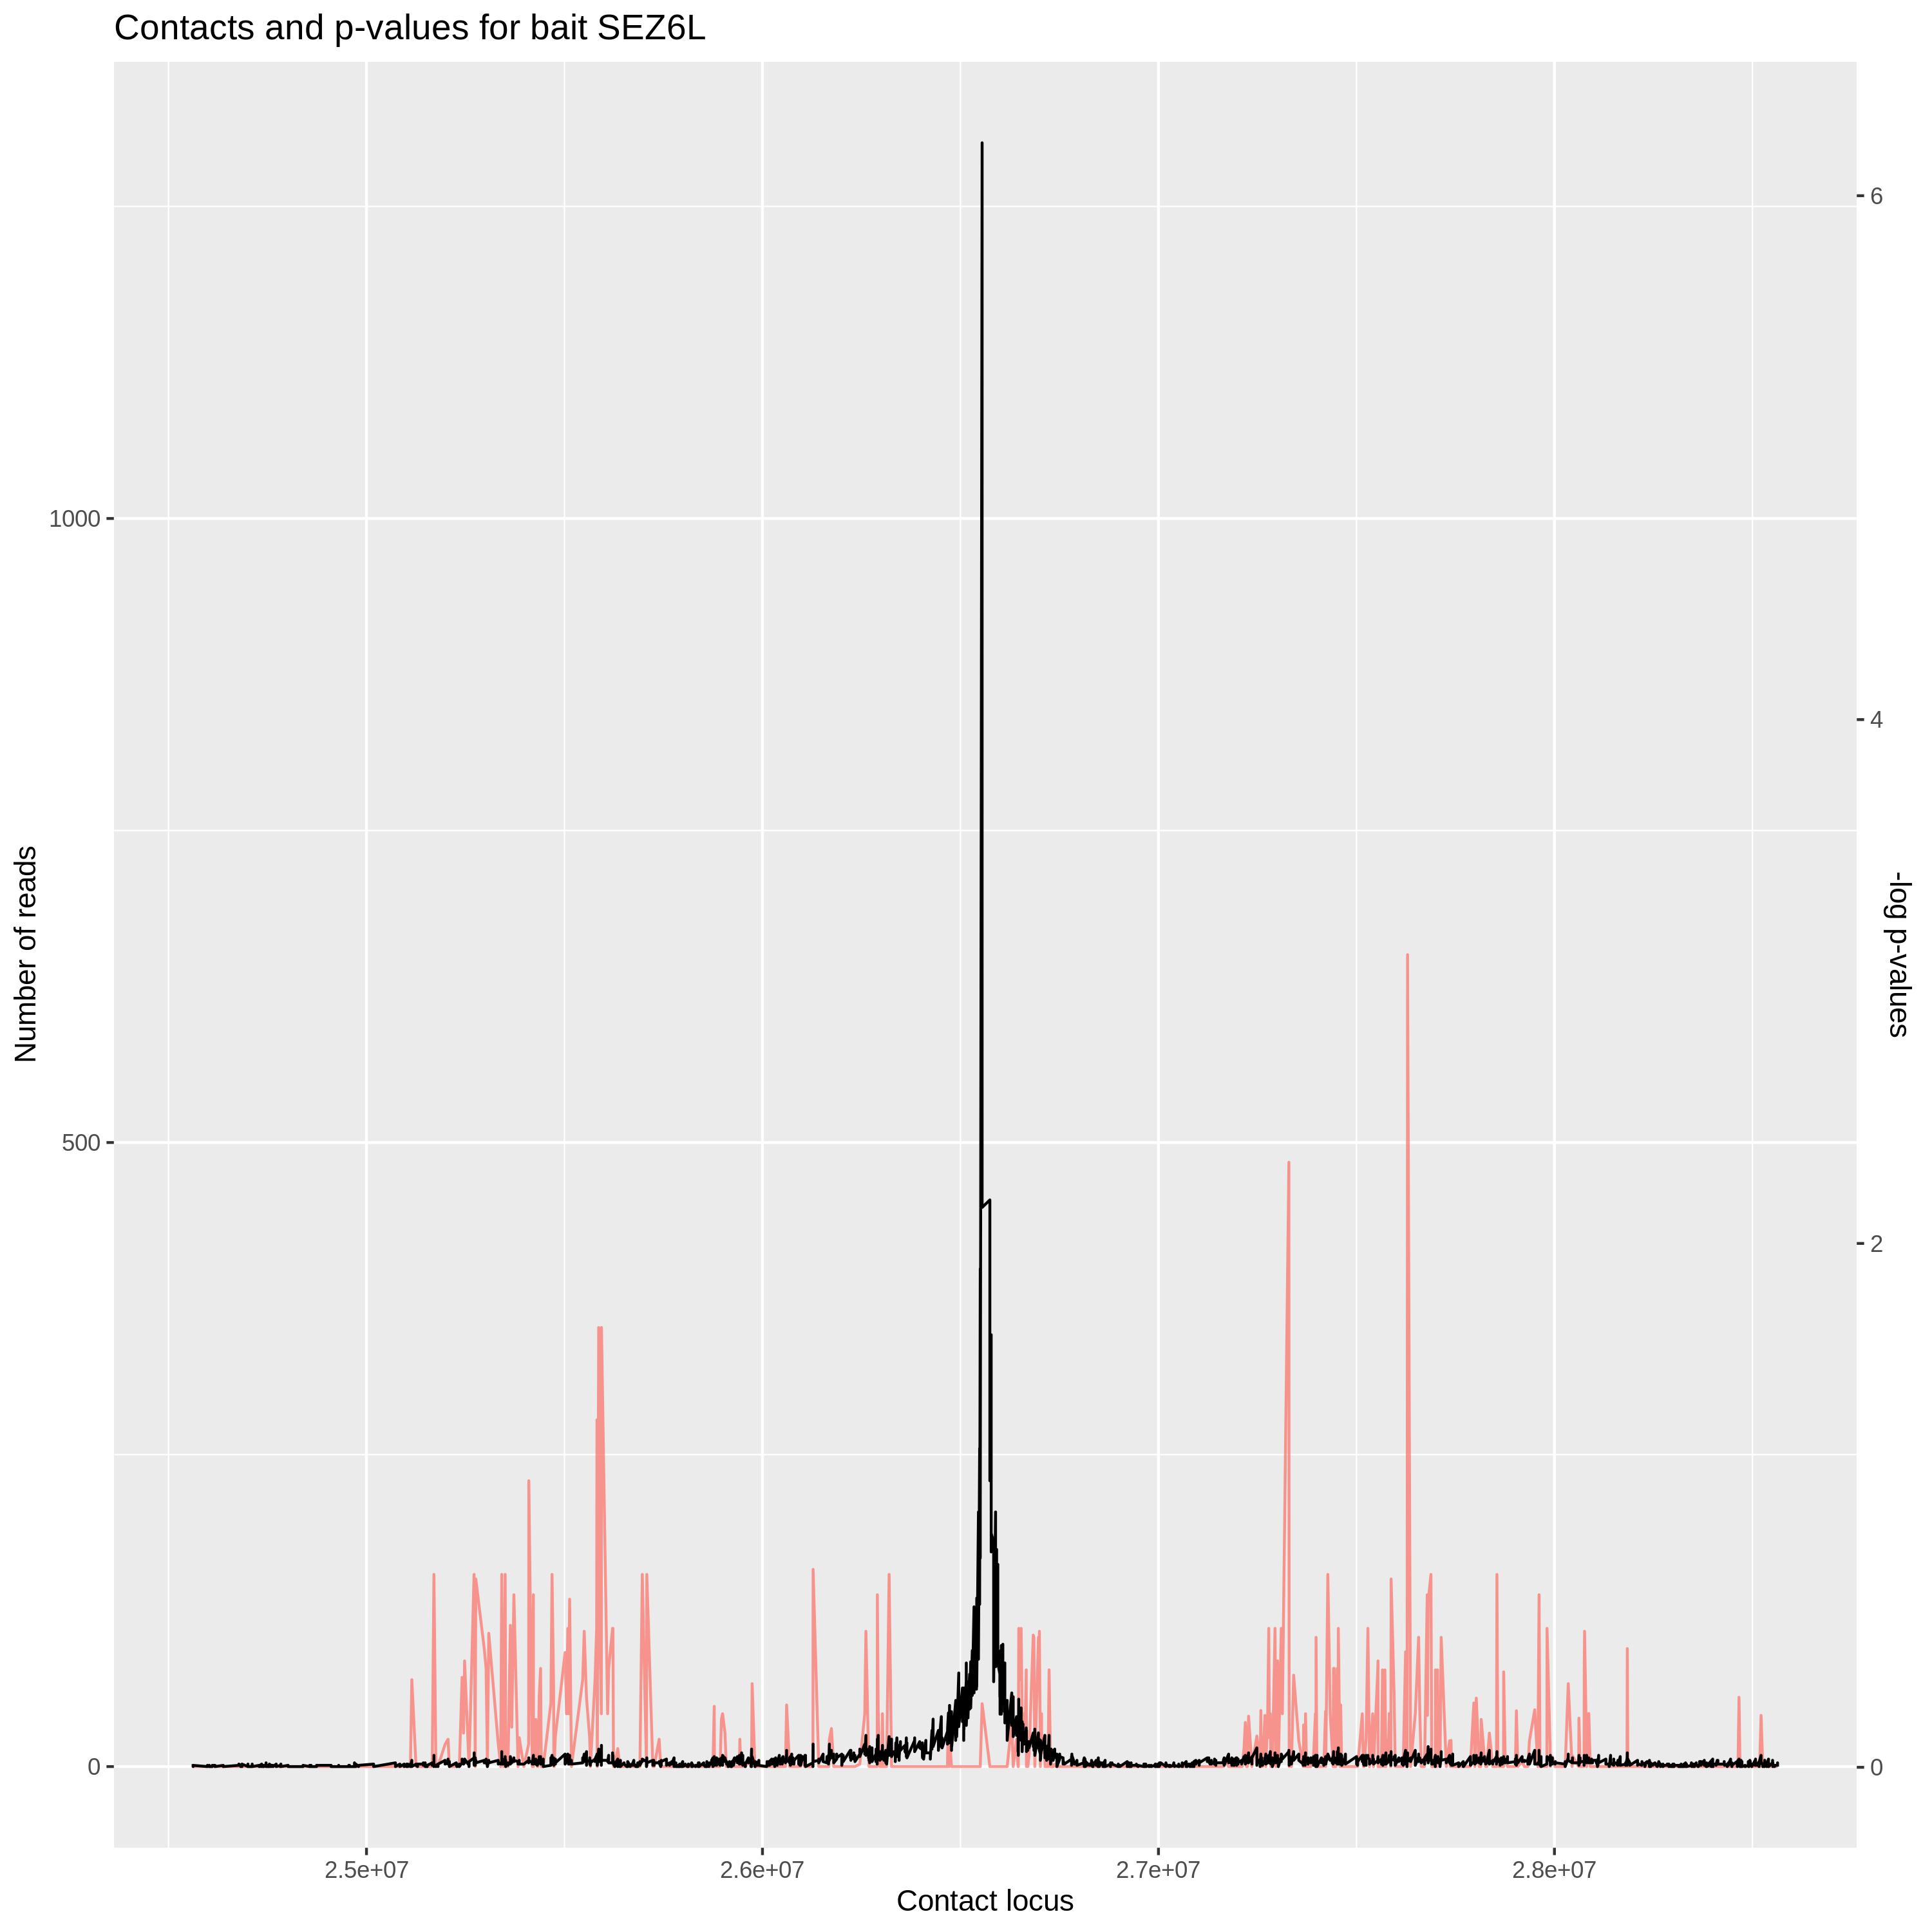 Contacts and p-values for bait SEZ6L
1000
500
0
Number of reads
6
4
2
0
-log p-values
2.5e+07
2.6e+07
2.7e+07
2.8e+07
Contact locus